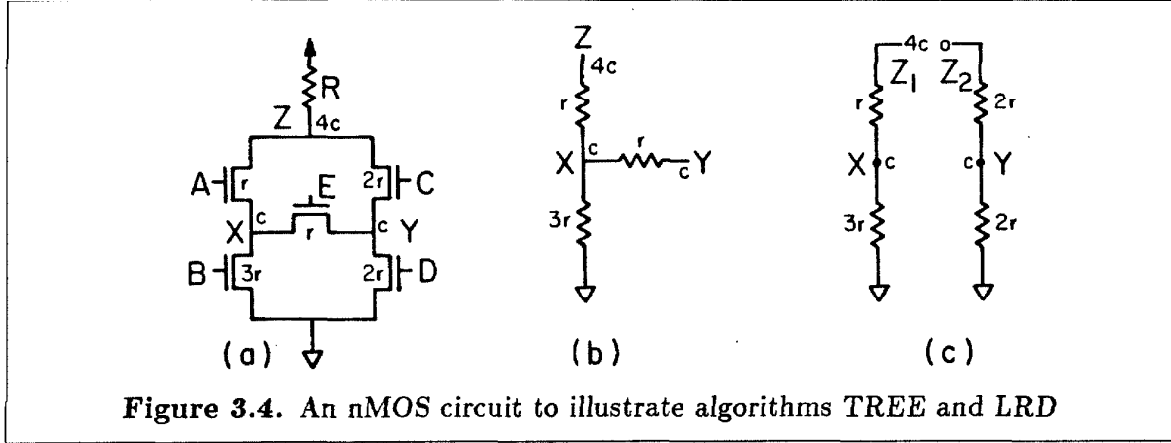 R
Z 4c
A r 2r C
E
X c r c Y
B 3r 2r D
(a)
Z
4c
r
X c r c Y
3r
(b)
4c o
Z1 Z2
r 2r
X c c Y
3r 2r
(c)
Figure 3.4. An nMOS circuit to illustrate algorithms TREE and LRD